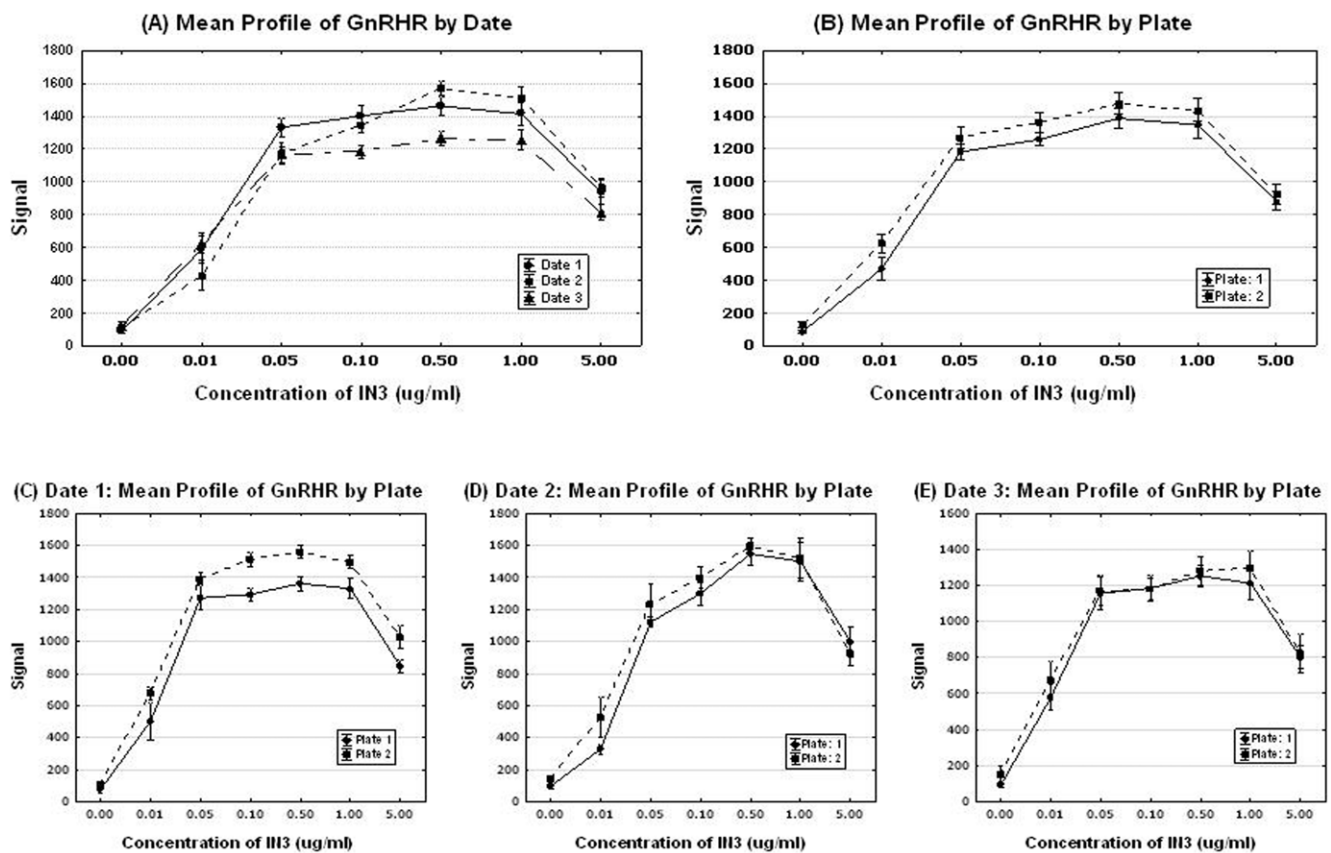 (A) Mean Profile of GnRHR by Date
1800
1600
1400
1200
1000
800
600
400
200
0
Signal
Date 1
Date 2
Date 3
0.00 0.01 0.05 0.10 0.50 1.00 5.00
Concentration of IN3 (ug/ml)
(B) Mean Profile of GnRHR by Plate
1800
1600
1400
1200
1000
800
600
400
200
0
Signal
Plate: 1
Plate: 2
0.00 0.01 0.05 0.10 0.50 1.00 5.00
Concentration of IN3 (ug/ml)
(C) Date 1: Mean Profile of GnRHR by Plate
1800
1600
1400
1200
1000
800
600
400
200
0
Signal
Plate 1
Plate 2
0.00 0.01 0.05 0.10 0.50 1.00 5.00
Concentration of IN3 (ug/ml)
(D) Date 2: Mean Profile of GnRHR by Plate
1800
1600
1400
1200
1000
800
600
400
200
0
Signal
Plate: 1
Plate: 2
0.00 0.01 0.05 0.10 0.50 1.00 5.00
Concentration of IN3 (ug/ml)
(E) Date 3: Mean Profile of GnRHR by Plate
1600
1400
1200
1000
800
600
400
200
0
Signal
Plate: 1
Plate: 2
0.00 0.01 0.05 0.10 0.50 1.00 5.00
Concentration of IN3 (ug/ml)